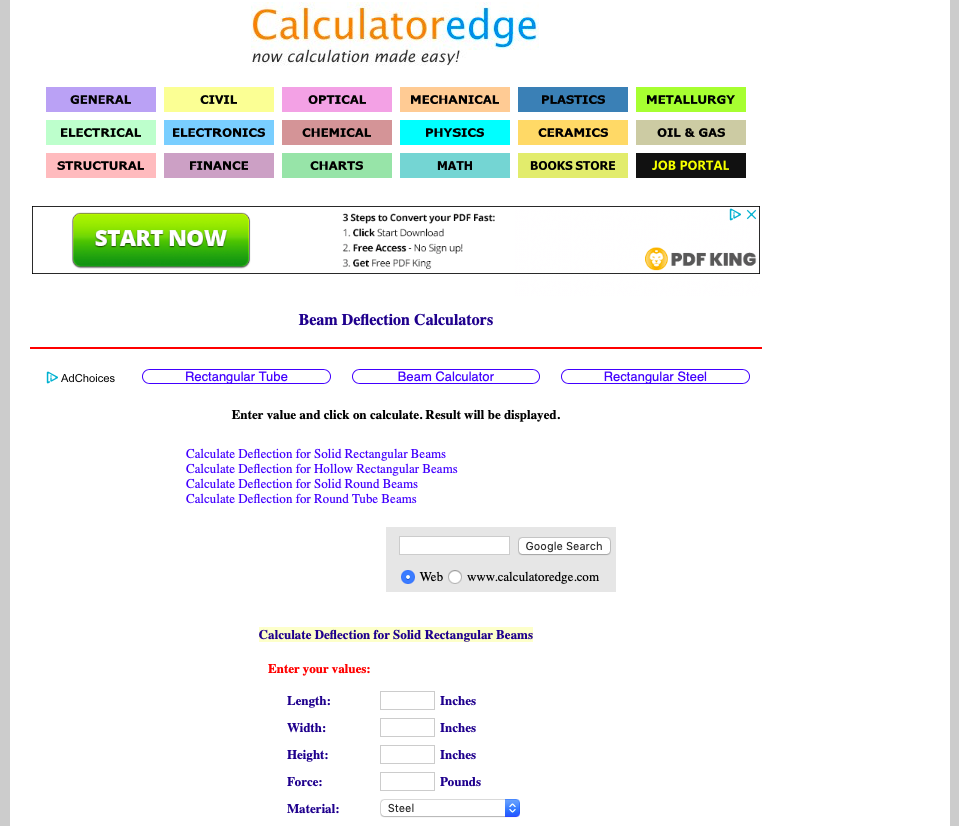 Calculatoredge
now calculation made easy!
GENERAL CIVIL OPTICAL MECHANICAL PLASTICS METALLURGY
ELECTRICAL ELECTRONICS CHEMICAL PHYSICS CERAMICS OIL & GAS
STRUCTURAL FINANCE CHARTS MATH BOOKS STORE JOB PORTAL
START NOW
3 Steps to Convert your PDF Fast:
1. Click Start Download
2. Free Access - No Sign up!
3. Get Free PDF King
PDF KING
Beam Deflection Calculators
AdChoices Rectangular Tube Beam Calculator Rectangular Steel
Enter value and click on calculate. Result will be displayed.
Calculate Deflection for Solid Rectangular Beams
Calculate Deflection for Hollow Rectangular Beams
Calculate Deflection for Solid Round Beams
Calculate Deflection for Round Tube Beams
Google Search
Web www.calculatoredge.com
Calculate Deflection for Solid Rectangular Beams
Enter your values:
Length: Inches
Width: Inches
Height: Inches
Force: Pounds
Material: Steel